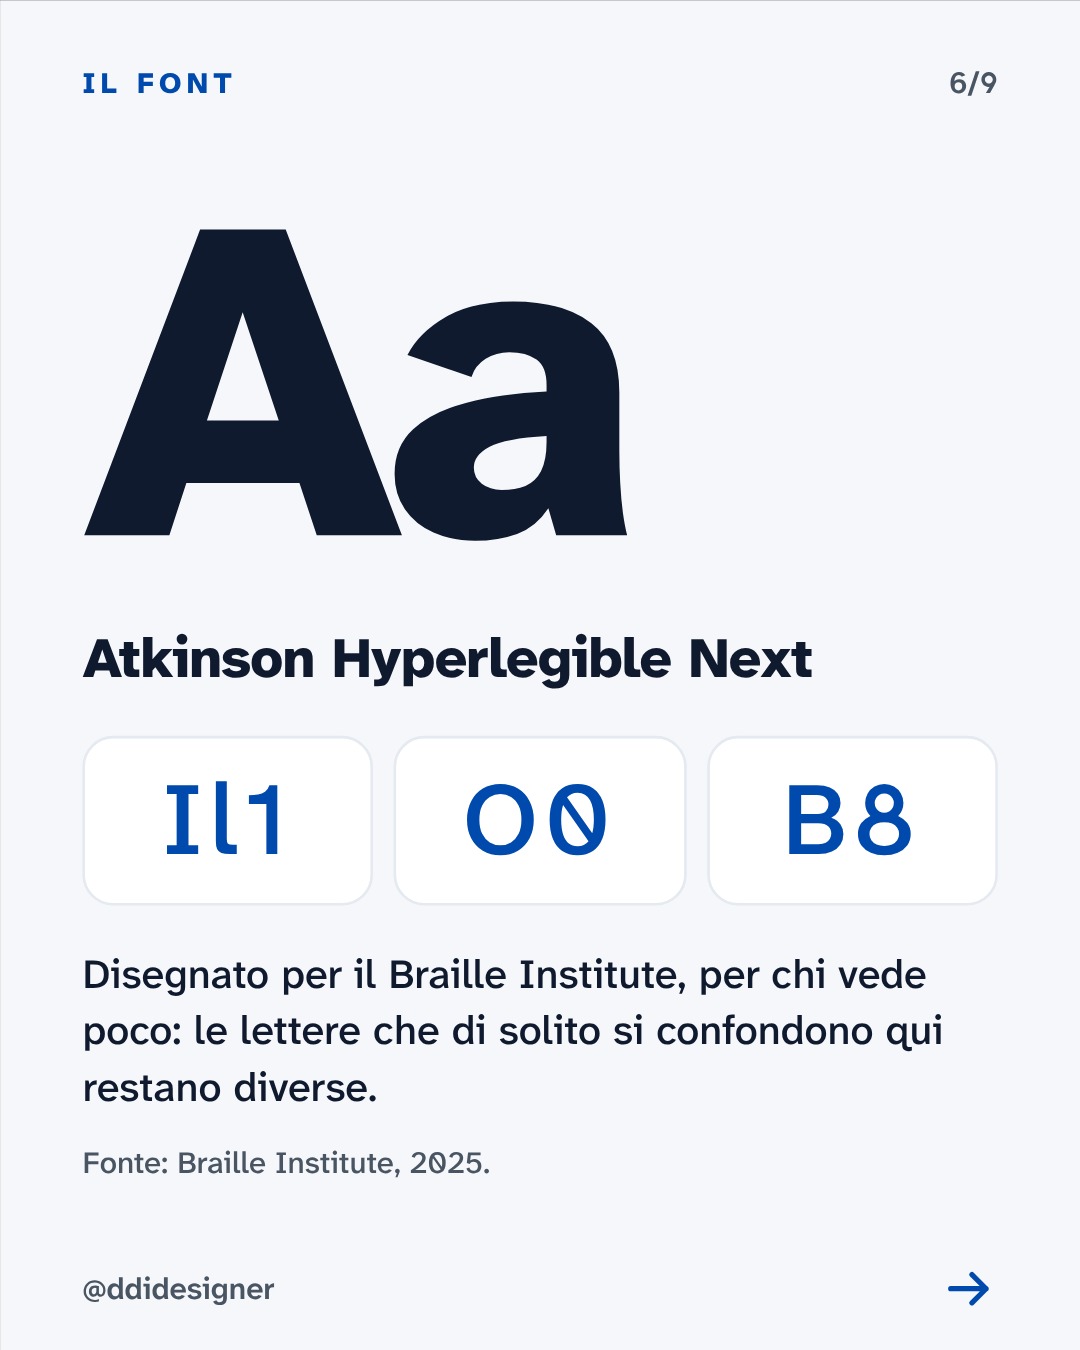 IL FONT
6/9
Aa
Atkinson Hyperlegible Next
Il1
O0
B8
Disegnato per il Braille Institute, per chi vede
poco: le lettere che di solito si confondono qui
restano diverse.
Fonte: Braille Institute, 2025.
@ddidesigner